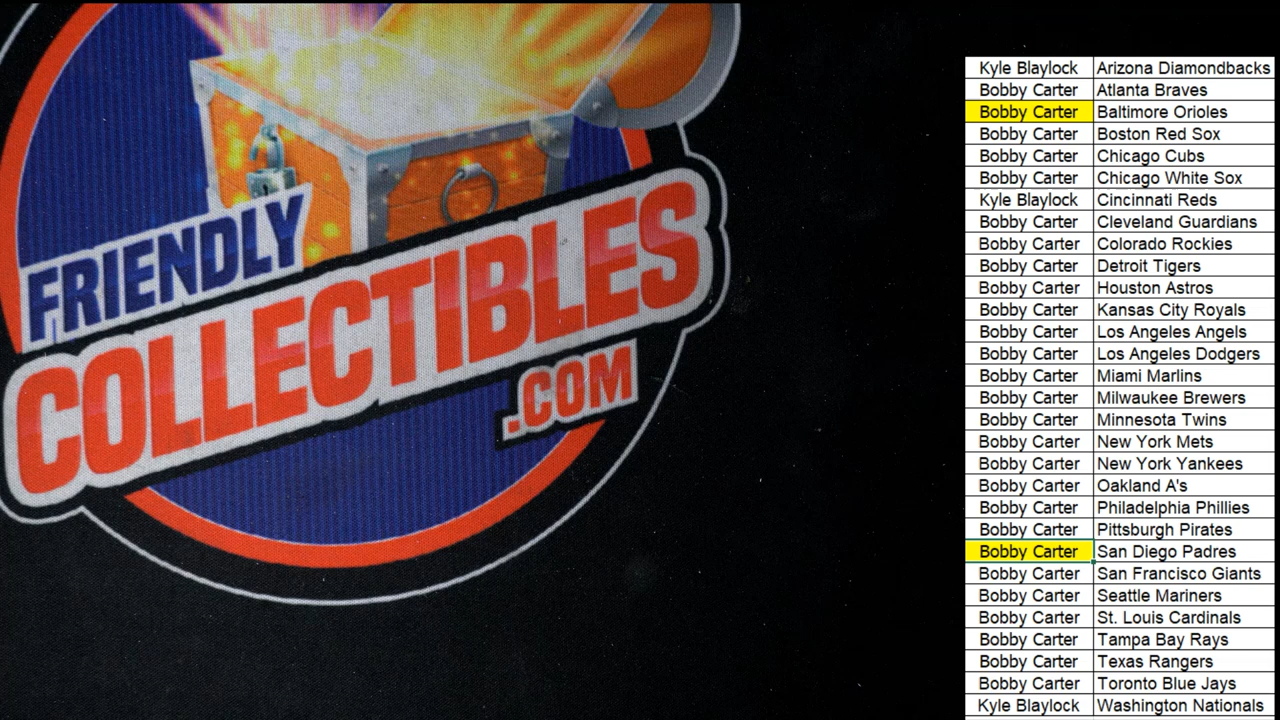 FRIENDLY
COLLECTIBLES
.COM
Kyle Blaylock Arizona Diamondbacks
Bobby Carter Atlanta Braves
Bobby Carter Baltimore Orioles
Bobby Carter Boston Red Sox
Bobby Carter Chicago Cubs
Bobby Carter Chicago White Sox
Kyle Blaylock Cincinnati Reds
Bobby Carter Cleveland Guardians
Bobby Carter Colorado Rockies
Bobby Carter Detroit Tigers
Bobby Carter Houston Astros
Bobby Carter Kansas City Royals
Bobby Carter Los Angeles Angels
Bobby Carter Los Angeles Dodgers
Bobby Carter Miami Marlins
Bobby Carter Milwaukee Brewers
Bobby Carter Minnesota Twins
Bobby Carter New York Mets
Bobby Carter New York Yankees
Bobby Carter Oakland A's
Bobby Carter Philadelphia Phillies
Bobby Carter Pittsburgh Pirates
Bobby Carter San Diego Padres
Bobby Carter San Francisco Giants
Bobby Carter Seattle Mariners
Bobby Carter St. Louis Cardinals
Bobby Carter Tampa Bay Rays
Bobby Carter Texas Rangers
Bobby Carter Toronto Blue Jays
Kyle Blaylock Washington Nationals